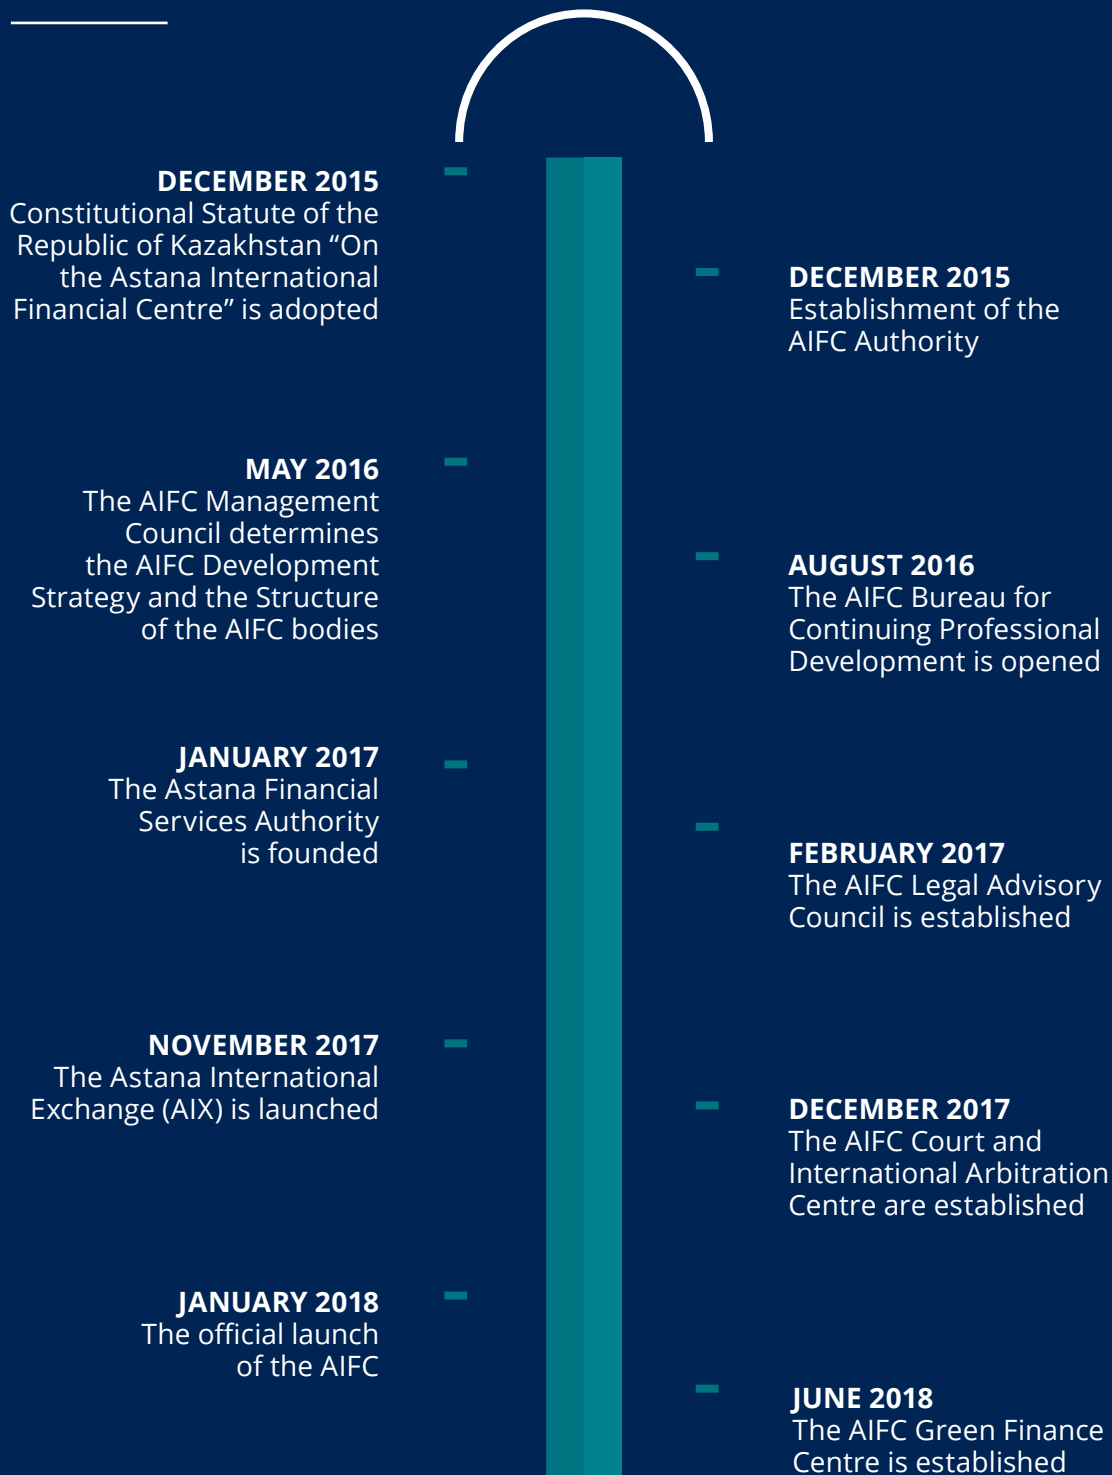 DECEMBER 2015
Constitutional Statute of the
Republic of Kazakhstan “On
the Astana International
Financial Centre” is adopted
DECEMBER 2015
Establishment of the
AIFC Authority
MAY 2016
The AIFC Management
Council determines
the AIFC Development
Strategy and the Structure
of the AIFC bodies
AUGUST 2016
The AIFC Bureau for
Continuing Professional
Development is opened
JANUARY 2017
The Astana Financial
Services Authority
is founded
FEBRUARY 2017
The AIFC Legal Advisory
Council is established
NOVEMBER 2017
The Astana International
Exchange (AIX) is launched
DECEMBER 2017
The AIFC Court and
International Arbitration
Centre are established
JANUARY 2018
The official launch
of the AIFC
JUNE 2018
The AIFC Green Finance
Centre is established